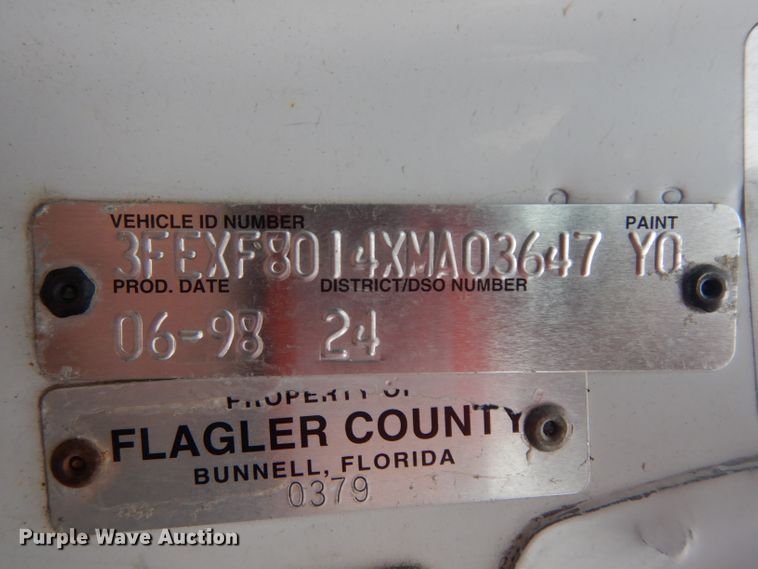 VEHICLE ID NUMBER PAINT
3FEXF8014XMA03647 YO
PROD. DATE DISTRICT/DSO NUMBER
06-98 24
PROPERTY OF
FLAGLER COUNTY
BUNNELL, FLORIDA
0379
Purple Wave Auction